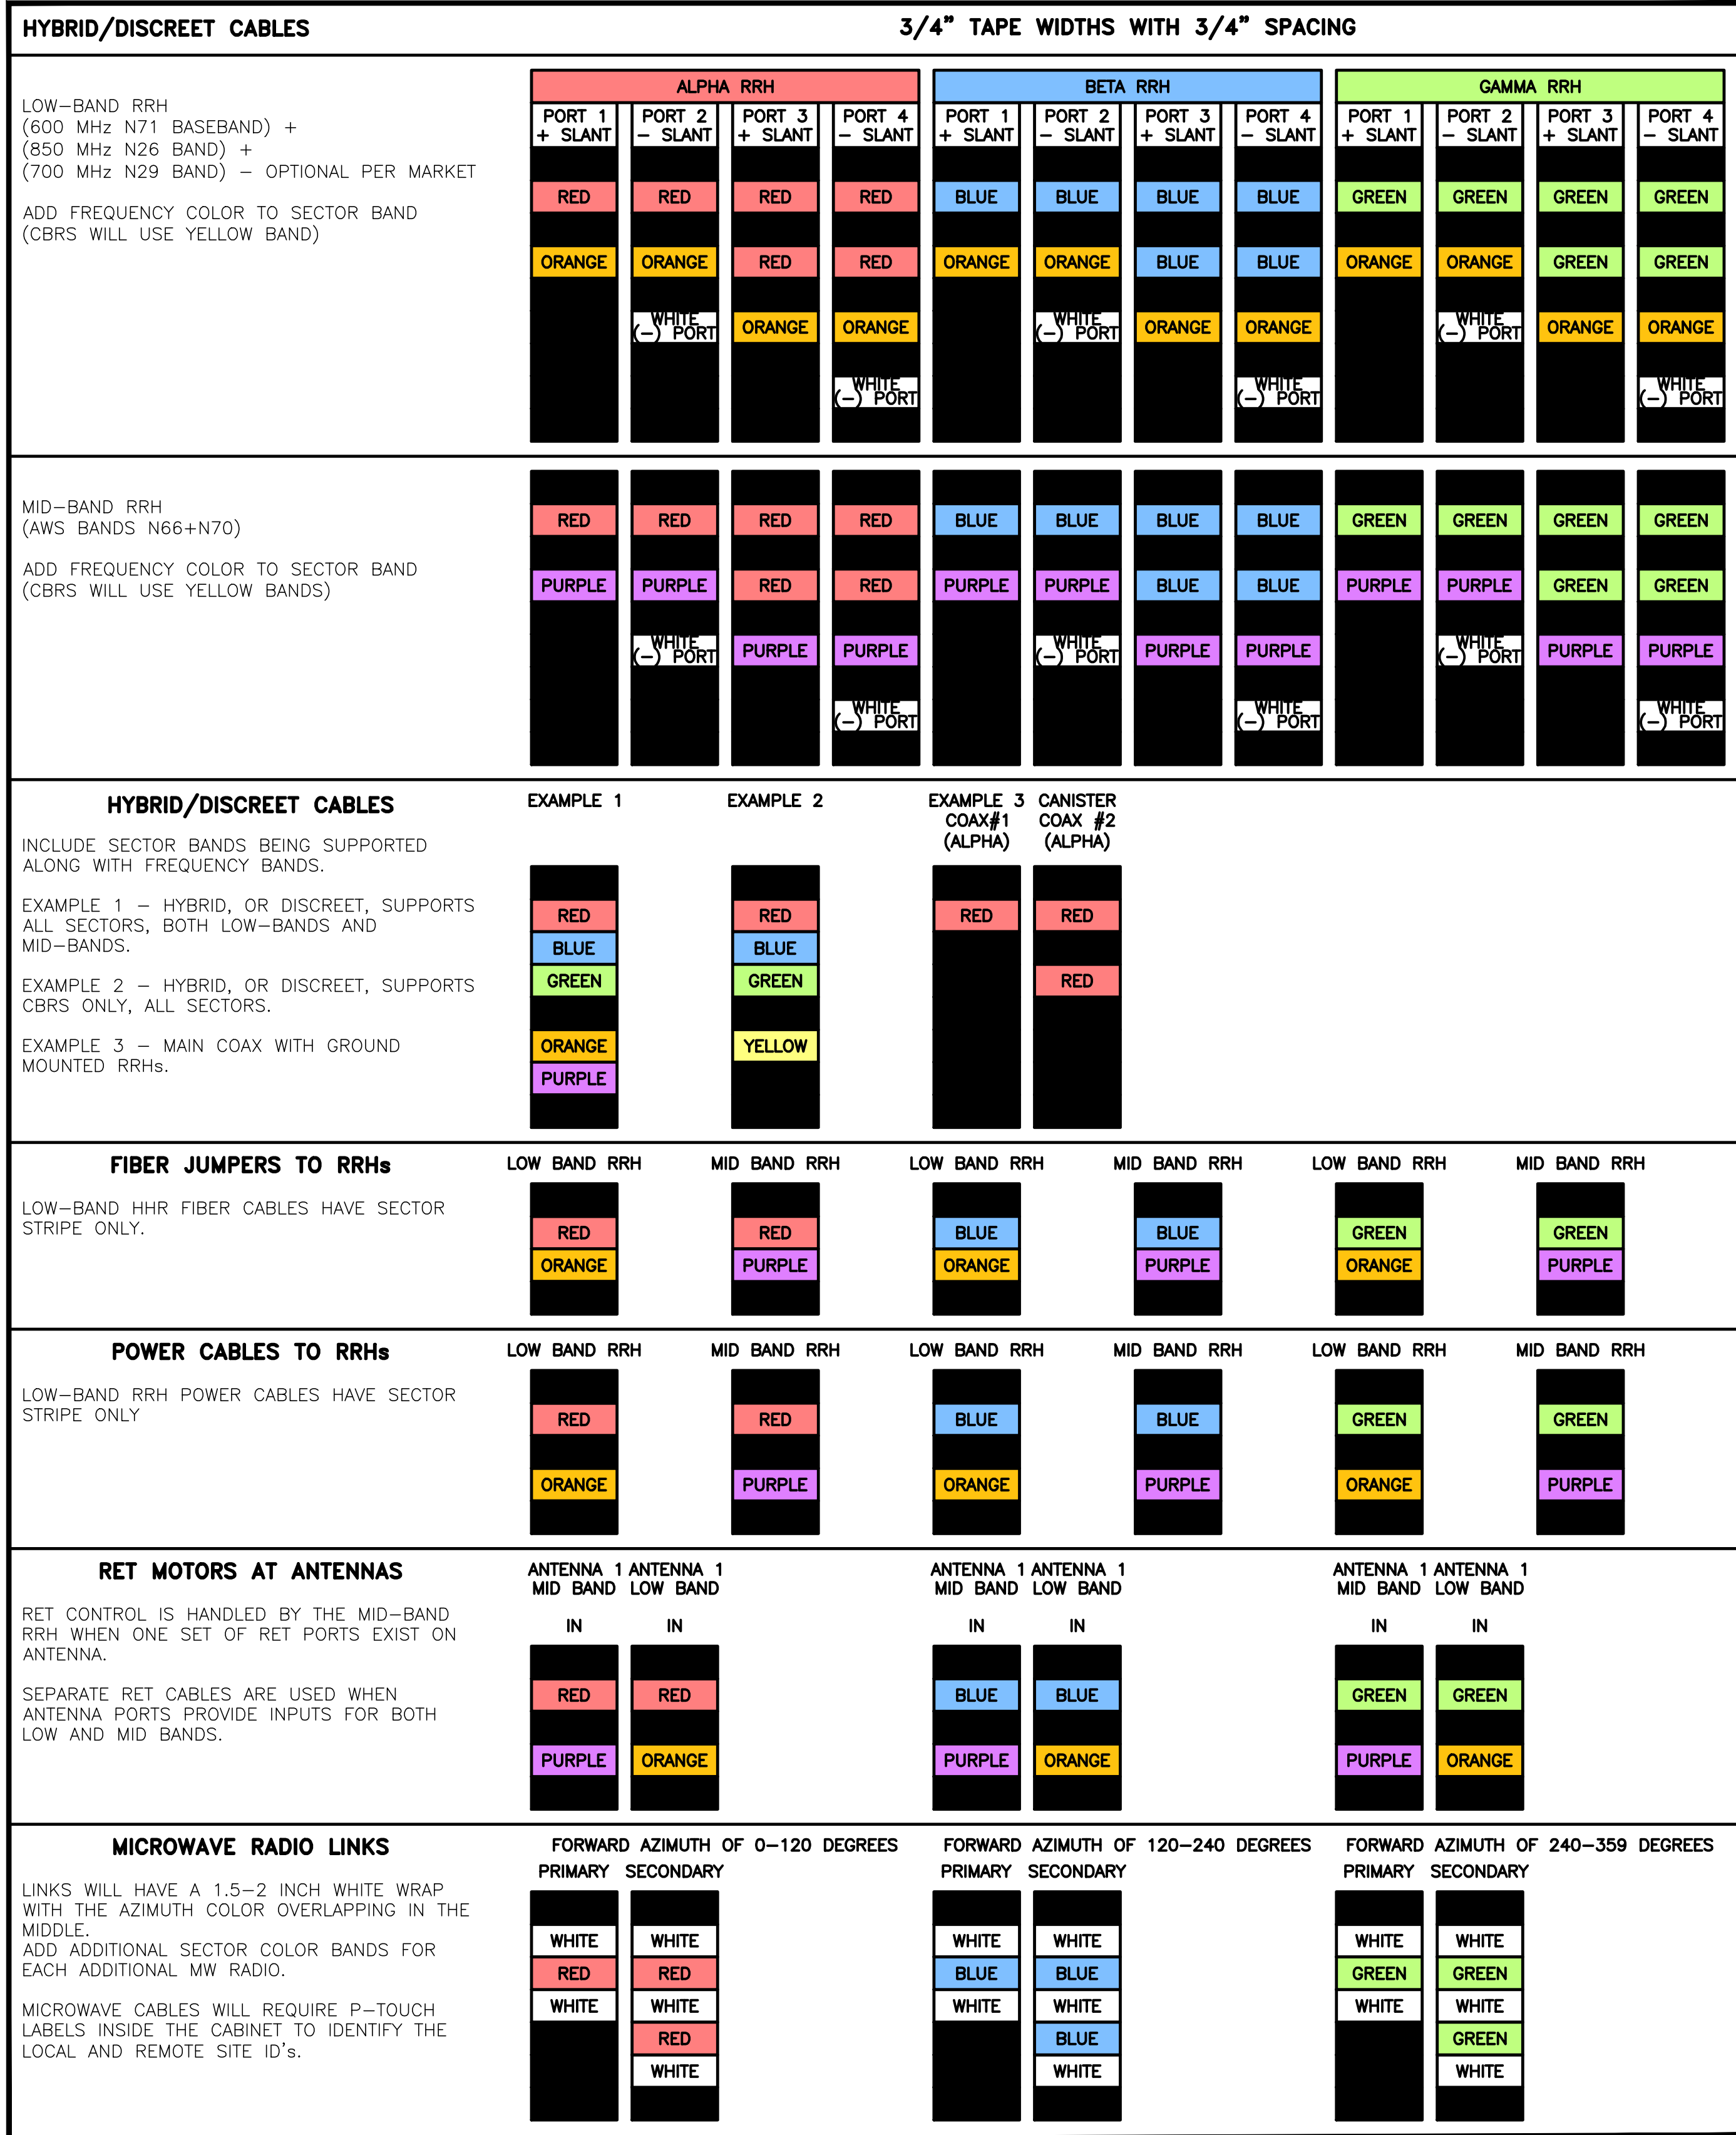 HYBRID/DISCREET CABLES
3/4" TAPE WIDTHS WITH 3/4" SPACING
LOW-BAND RRH
(600 MHz N71 BASEBAND) +
(850 MHz N26 BAND) +
(700 MHz N29 BAND) - OPTIONAL PER MARKET
ADD FREQUENCY COLOR TO SECTOR BAND
(CBRS WILL USE YELLOW BAND)
ALPHA RRH BETA RRH GAMMA RRH
PORT 1 PORT 2 PORT 3 PORT 4 PORT 1 PORT 2 PORT 3 PORT 4 PORT 1 PORT 2 PORT 3 PORT 4
+ SLANT - SLANT + SLANT - SLANT + SLANT - SLANT + SLANT - SLANT + SLANT - SLANT + SLANT - SLANT
RED RED RED RED BLUE BLUE BLUE BLUE GREEN GREEN GREEN GREEN
ORANGE ORANGE RED RED ORANGE ORANGE BLUE BLUE ORANGE ORANGE GREEN GREEN
WHITE (-) PORT ORANGE ORANGE WHITE (-) PORT ORANGE ORANGE WHITE (-) PORT ORANGE ORANGE
WHITE (-) PORT WHITE (-) PORT WHITE (-) PORT
MID-BAND RRH
(AWS BANDS N66+N70)
ADD FREQUENCY COLOR TO SECTOR BAND
(CBRS WILL USE YELLOW BANDS)
RED RED RED RED BLUE BLUE BLUE BLUE GREEN GREEN GREEN GREEN
PURPLE PURPLE RED RED PURPLE PURPLE BLUE BLUE PURPLE PURPLE GREEN GREEN
WHITE (-) PORT PURPLE PURPLE WHITE (-) PORT PURPLE PURPLE WHITE (-) PORT PURPLE PURPLE
WHITE (-) PORT WHITE (-) PORT WHITE (-) PORT
HYBRID/DISCREET CABLES
INCLUDE SECTOR BANDS BEING SUPPORTED
ALONG WITH FREQUENCY BANDS.
EXAMPLE 1 - HYBRID, OR DISCREET, SUPPORTS
ALL SECTORS, BOTH LOW-BANDS AND
MID-BANDS.
EXAMPLE 2 - HYBRID, OR DISCREET, SUPPORTS
CBRS ONLY, ALL SECTORS.
EXAMPLE 3 - MAIN COAX WITH GROUND
MOUNTED RRHs.
EXAMPLE 1 EXAMPLE 2 EXAMPLE 3 CANISTER
COAX#1 COAX #2
(ALPHA) (ALPHA)
RED RED RED RED
BLUE BLUE
GREEN GREEN RED
ORANGE YELLOW
PURPLE
FIBER JUMPERS TO RRHs
LOW-BAND HHR FIBER CABLES HAVE SECTOR
STRIPE ONLY.
LOW BAND RRH MID BAND RRH LOW BAND RRH MID BAND RRH LOW BAND RRH MID BAND RRH
RED RED BLUE BLUE GREEN GREEN
ORANGE PURPLE ORANGE PURPLE ORANGE PURPLE
POWER CABLES TO RRHs
LOW-BAND RRH POWER CABLES HAVE SECTOR
STRIPE ONLY
LOW BAND RRH MID BAND RRH LOW BAND RRH MID BAND RRH LOW BAND RRH MID BAND RRH
RED RED BLUE BLUE GREEN GREEN
ORANGE PURPLE ORANGE PURPLE ORANGE PURPLE
RET MOTORS AT ANTENNAS
RET CONTROL IS HANDLED BY THE MID-BAND
RRH WHEN ONE SET OF RET PORTS EXIST ON
ANTENNA.
SEPARATE RET CABLES ARE USED WHEN
ANTENNA PORTS PROVIDE INPUTS FOR BOTH
LOW AND MID BANDS.
ANTENNA 1 ANTENNA 1 ANTENNA 1 ANTENNA 1 ANTENNA 1 ANTENNA 1
MID BAND LOW BAND MID BAND LOW BAND MID BAND LOW BAND
IN IN IN IN IN IN
RED RED BLUE BLUE GREEN GREEN
PURPLE ORANGE PURPLE ORANGE PURPLE ORANGE
MICROWAVE RADIO LINKS
LINKS WILL HAVE A 1.5-2 INCH WHITE WRAP
WITH THE AZIMUTH COLOR OVERLAPPING IN THE
MIDDLE.
ADD ADDITIONAL SECTOR COLOR BANDS FOR
EACH ADDITIONAL MW RADIO.
MICROWAVE CABLES WILL REQUIRE P-TOUCH
LABELS INSIDE THE CABINET TO IDENTIFY THE
LOCAL AND REMOTE SITE ID's.
FORWARD AZIMUTH OF 0-120 DEGREES FORWARD AZIMUTH OF 120-240 DEGREES FORWARD AZIMUTH OF 240-359 DEGREES
PRIMARY SECONDARY PRIMARY SECONDARY PRIMARY SECONDARY
WHITE WHITE WHITE WHITE WHITE WHITE
RED RED BLUE BLUE GREEN GREEN
WHITE WHITE WHITE WHITE WHITE WHITE
RED BLUE GREEN
WHITE WHITE WHITE